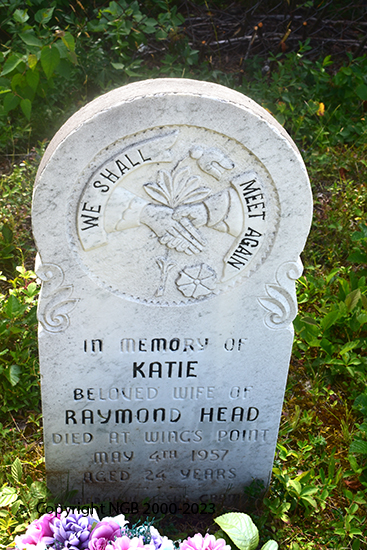 WE SHALL
MEET AGAIN
IN MEMORY OF
KATIE
BELOVED WIFE OF
RAYMOND HEAD
DIED AT WING'S POINT
MAY 4TH 1957
AGED 24 YEARS
Copyright NGB 2000-2023